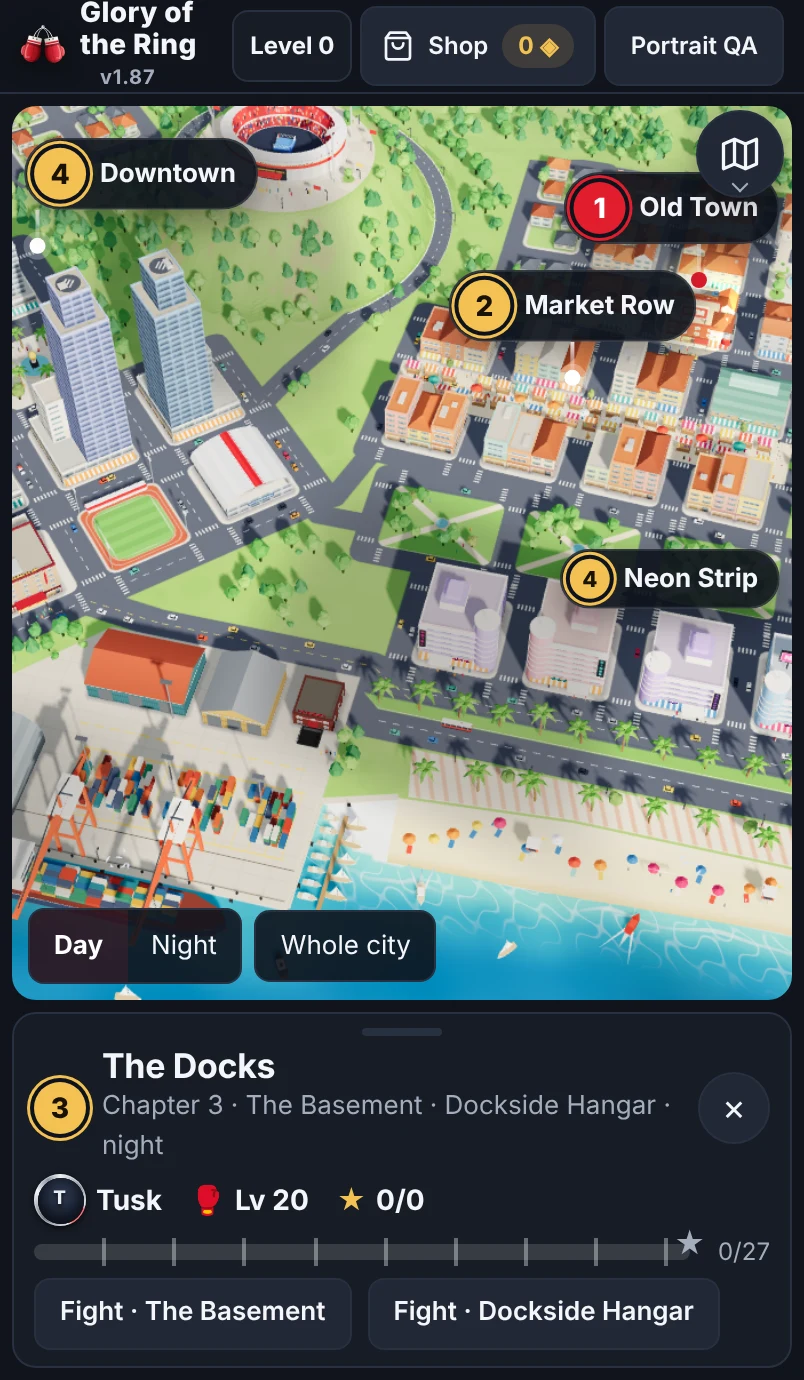 Glory of
the Ring
v1.87
Level 0
Shop
0
Portrait QA
4 Downtown
1 Old Town
2 Market Row
4 Neon Strip
Day
Night
Whole city
The Docks
3
Chapter 3 · The Basement · Dockside Hangar ·
night
T Tusk
Lv 20
0/0
0/27
Fight · The Basement
Fight · Dockside Hangar